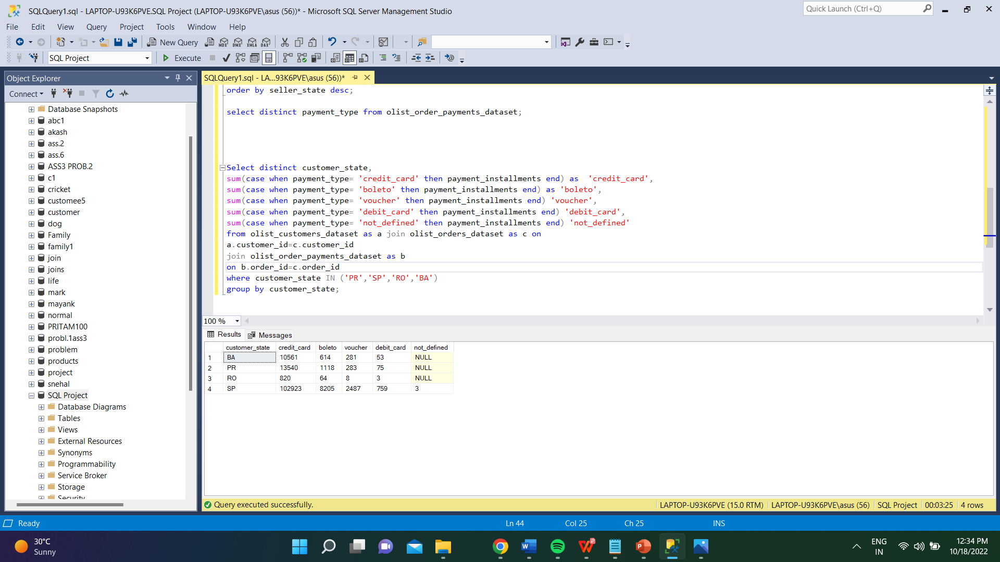 SQLQuery1.sql - LAPTOP-U93K6PVE.SQL Project (LAPTOP-U93K6PVE\asus (56))* - Microsoft SQL Server Management Studio
Quick Launch (Ctrl+Q)
File Edit View Query Project Tools Window Help
New Query MDX DMX XMLA DAX
SQL Project Execute
Object Explorer
Connect
Database Snapshots
abc1
akash
ass.2
ass.6
ASS3 PROB.2
c1
cricket
customee5
customer
dog
Family
family1
join
joins
life
mark
mayank
normal
PRITAM100
probl.1ass3
problem
products
project
snehal
SQL Project
Database Diagrams
Tables
Views
External Resources
Synonyms
Programmability
Service Broker
Storage
Security
SQLQuery1.sql - LA...93K6PVE\asus (56))*
order by seller_state desc;
select distinct payment_type from olist_order_payments_dataset;
Select distinct customer_state,
sum(case when payment_type= 'credit_card' then payment_installments end) as  'credit_card',
sum(case when payment_type= 'boleto' then payment_installments end) as 'boleto',
sum(case when payment_type= 'voucher' then payment_installments end) 'voucher',
sum(case when payment_type= 'debit_card' then payment_installments end) 'debit_card',
sum(case when payment_type= 'not_defined' then payment_installments end) 'not_defined'
from olist_customers_dataset as a join olist_orders_dataset as c on
a.customer_id=c.customer_id
join olist_order_payments_dataset as b
on b.order_id=c.order_id
where customer_state IN ('PR','SP','RO','BA')
group by customer_state;
100 %
Results Messages
customer_state credit_card boleto voucher debit_card not_defined
1 BA 10561 614 281 53 NULL
2 PR 13540 1118 283 75 NULL
3 RO 820 64 8 3 NULL
4 SP 102923 8205 2487 759 3
Query executed successfully.
LAPTOP-U93K6PVE (15.0 RTM) LAPTOP-U93K6PVE\asus (56) SQL Project 00:03:25 4 rows
Ready Ln 44 Col 25 Ch 25 INS
30°C
Sunny
ENG
IN
12:34 PM
10/18/2022